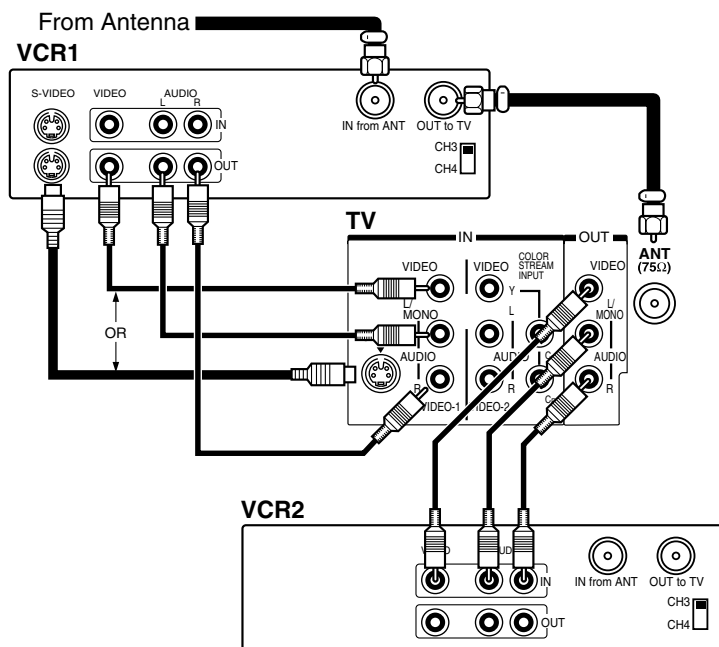 From Antenna
VCR1
S-VIDEO
VIDEO
AUDIO
L
R
IN
OUT
IN from ANT
OUT to TV
CH3
CH4
TV
IN
OUT
ANT
(75Ω)
VIDEO
VIDEO
COLOR
STREAM
INPUT
VIDEO
Y
L/
MONO
L
L/
MONO
OR
AUDIO
R
AUDIO
R
AUDIO
R
VIDEO-1
VCR2
IN
OUT
IN from ANT
OUT to TV
CH3
CH4